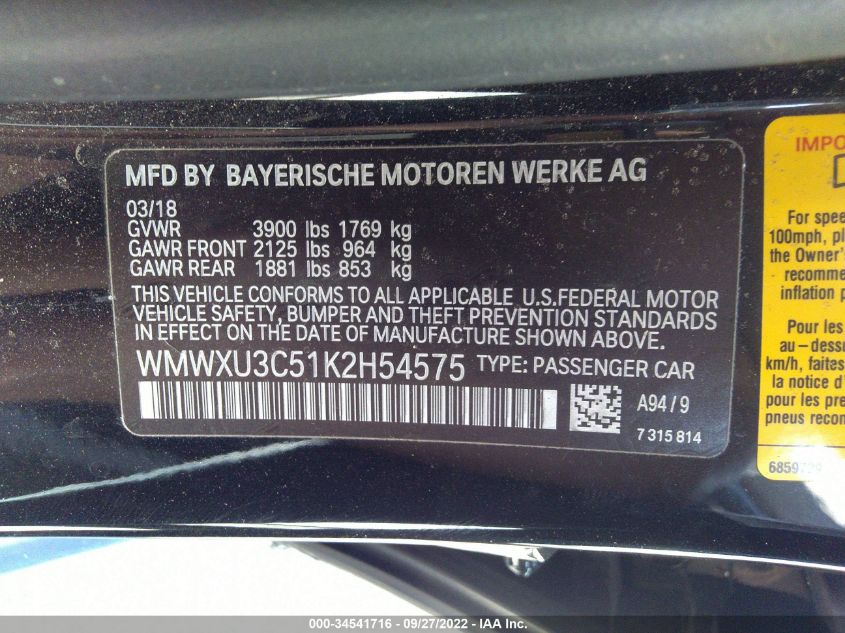 MFD BY BAYERISCHE MOTOREN WERKE AG
03/18
GVWR 3900 lbs 1769 kg
GAWR FRONT 2125 lbs 964 kg
GAWR REAR 1881 lbs 853 kg
THIS VEHICLE CONFORMS TO ALL APPLICABLE U.S.FEDERAL MOTOR
VEHICLE SAFETY, BUMPER AND THEFT PREVENTION STANDARDS
IN EFFECT ON THE DATE OF MANUFACTURE SHOWN ABOVE.
WMWXU3C51K2H54575 TYPE: PASSENGER CAR
A94 / 9
7 315 814
IMPO
For spee
100mph, pl
the Owner's
recomme
inflation p
Pour les
au-dessu
km/h, faites
la notice d'
pour les pre
pneus recon
000-34541716 - 09/27/2022 - IAA, Inc.